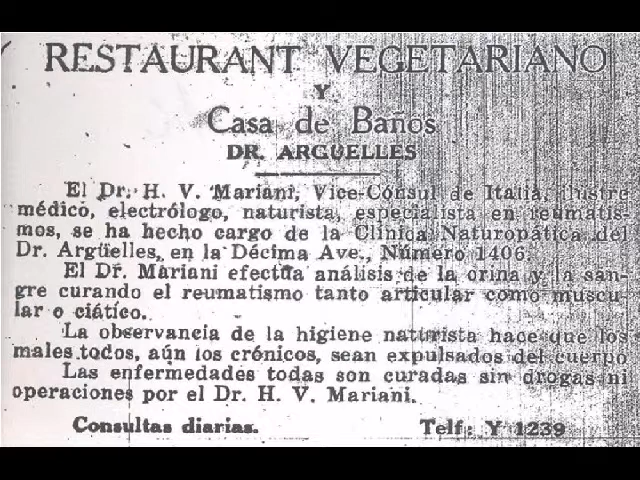 RESTAURANT VEGETARIANO
Y
Casa de Baños
DR. ARGÜELLES
El Dr. H. V. Mariani, Vice-Cónsul de Italia, ilustre
médico, electrólogo, naturista, especialista en reumatis-
mos, se ha hecho cargo de la Clínica Naturopática del
Dr. Argüelles, en la Décima Ave., Número 1406.
El Dr. Mariani efectúa análisis de la orina y la san-
gre curando el reumatismo tanto articular como muscu-
lar o ciático.
La observancia de la higiene naturista hace que los
males todos, aún los crónicos, sean expulsados del cuerpo
Las enfermedades todas son curadas sin drogas ni
operaciones por el Dr. H. V. Mariani.
Consultas diarias. Telf: Y 1239